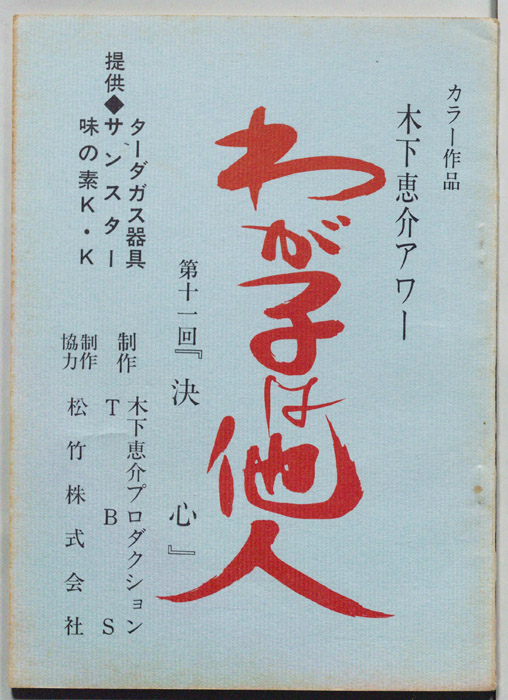 カラー作品
木下恵介アワー
わが子は他人
第十一回『決心』
提供◆
ターダガス器具
サンスター
味の素K・K
制作
木下恵介プロダクション
TBS
制作協力
松竹株式会社